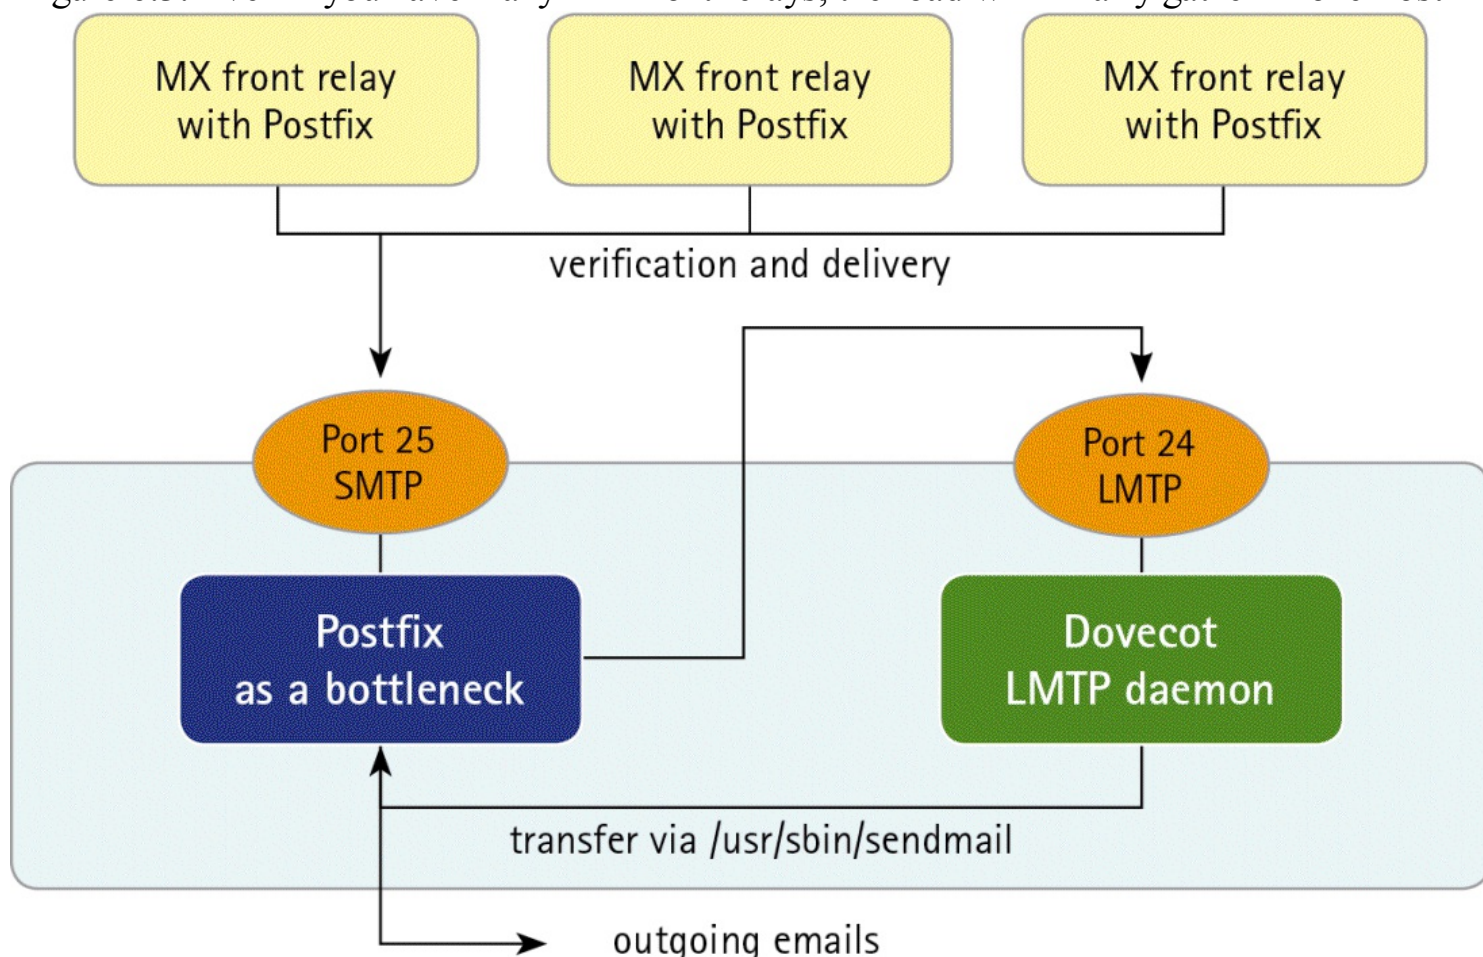 MX front relay
with Postfix
MX front relay
with Postfix
MX front relay
with Postfix
verification and delivery
Port 25
SMTP
Port 24
LMTP
Postfix
as a bottleneck
Dovecot
LMTP daemon
transfer via /usr/sbin/sendmail
outgoing emails